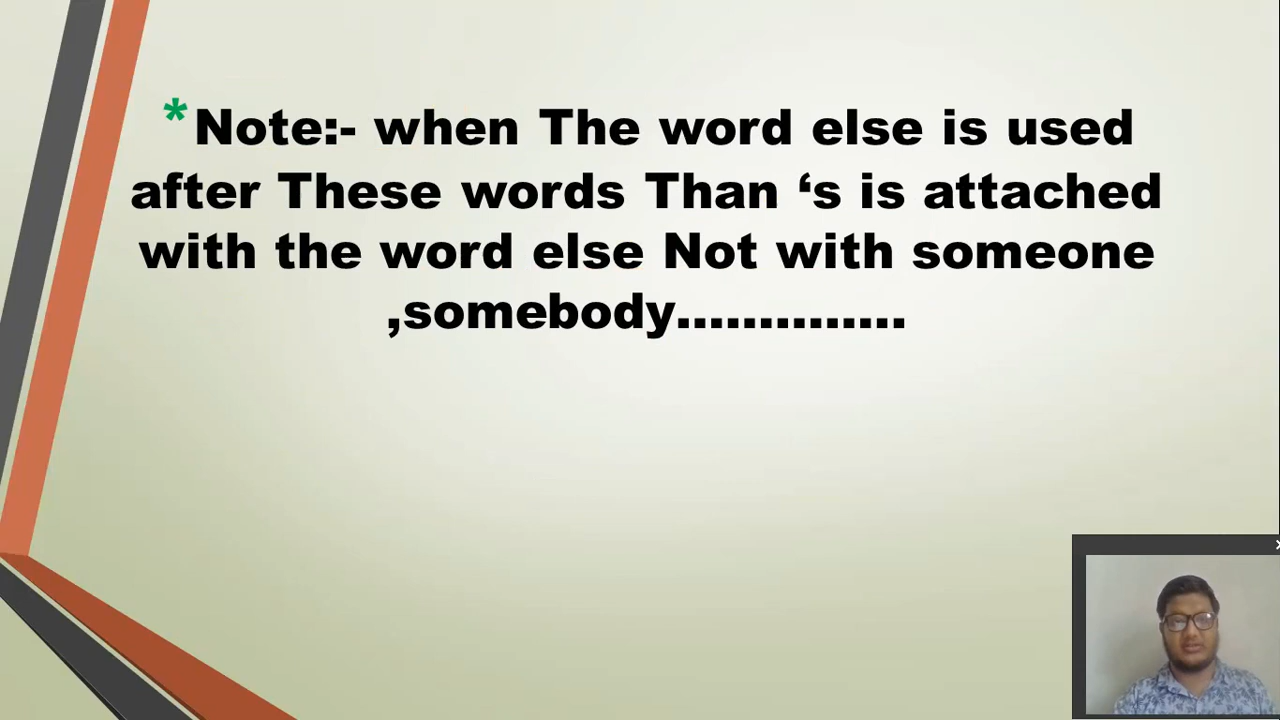 *Note:- when The word else is used
after These words Than ‘s is attached
with the word else Not with someone
,somebody..............